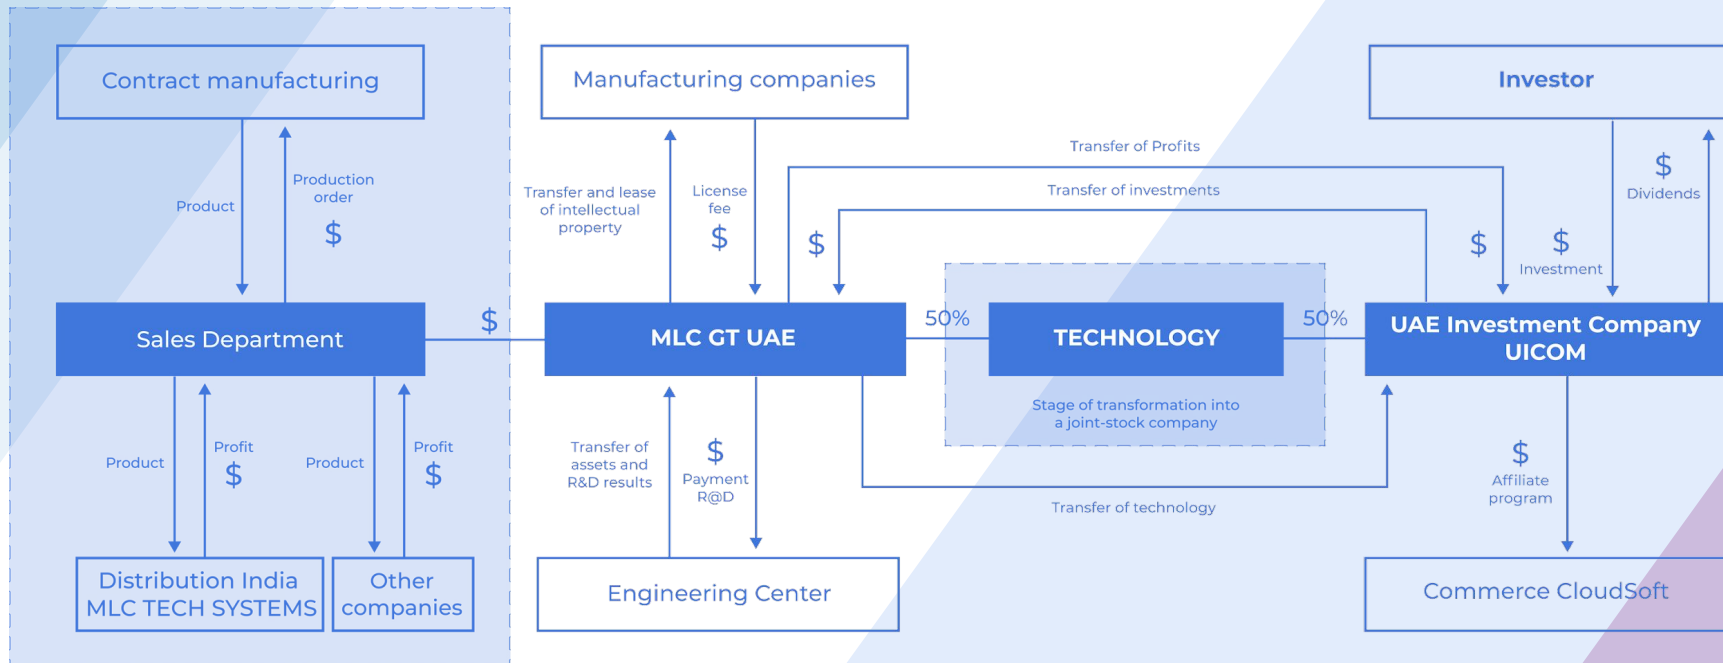 Contract manufacturing
Manufacturing companies
Investor
Transfer of Profits
Transfer of investments
Product
Production
order
$
Transfer and lease
of intellectual
property
License
fee
$
$
$
$
Investment
$
Dividends
Sales Department
$
MLC GT UAE
50%
TECHNOLOGY
50%
UAE Investment Company
UICOM
Stage of transformation into
a joint-stock company
Product
Profit
$
Product
Profit
$
Transfer of
assets and
R&D results
$
Payment
R@D
Transfer of technology
$
Affiliate
program
Distribution India
MLC TECH SYSTEMS
Other
companies
Engineering Center
Commerce CloudSoft